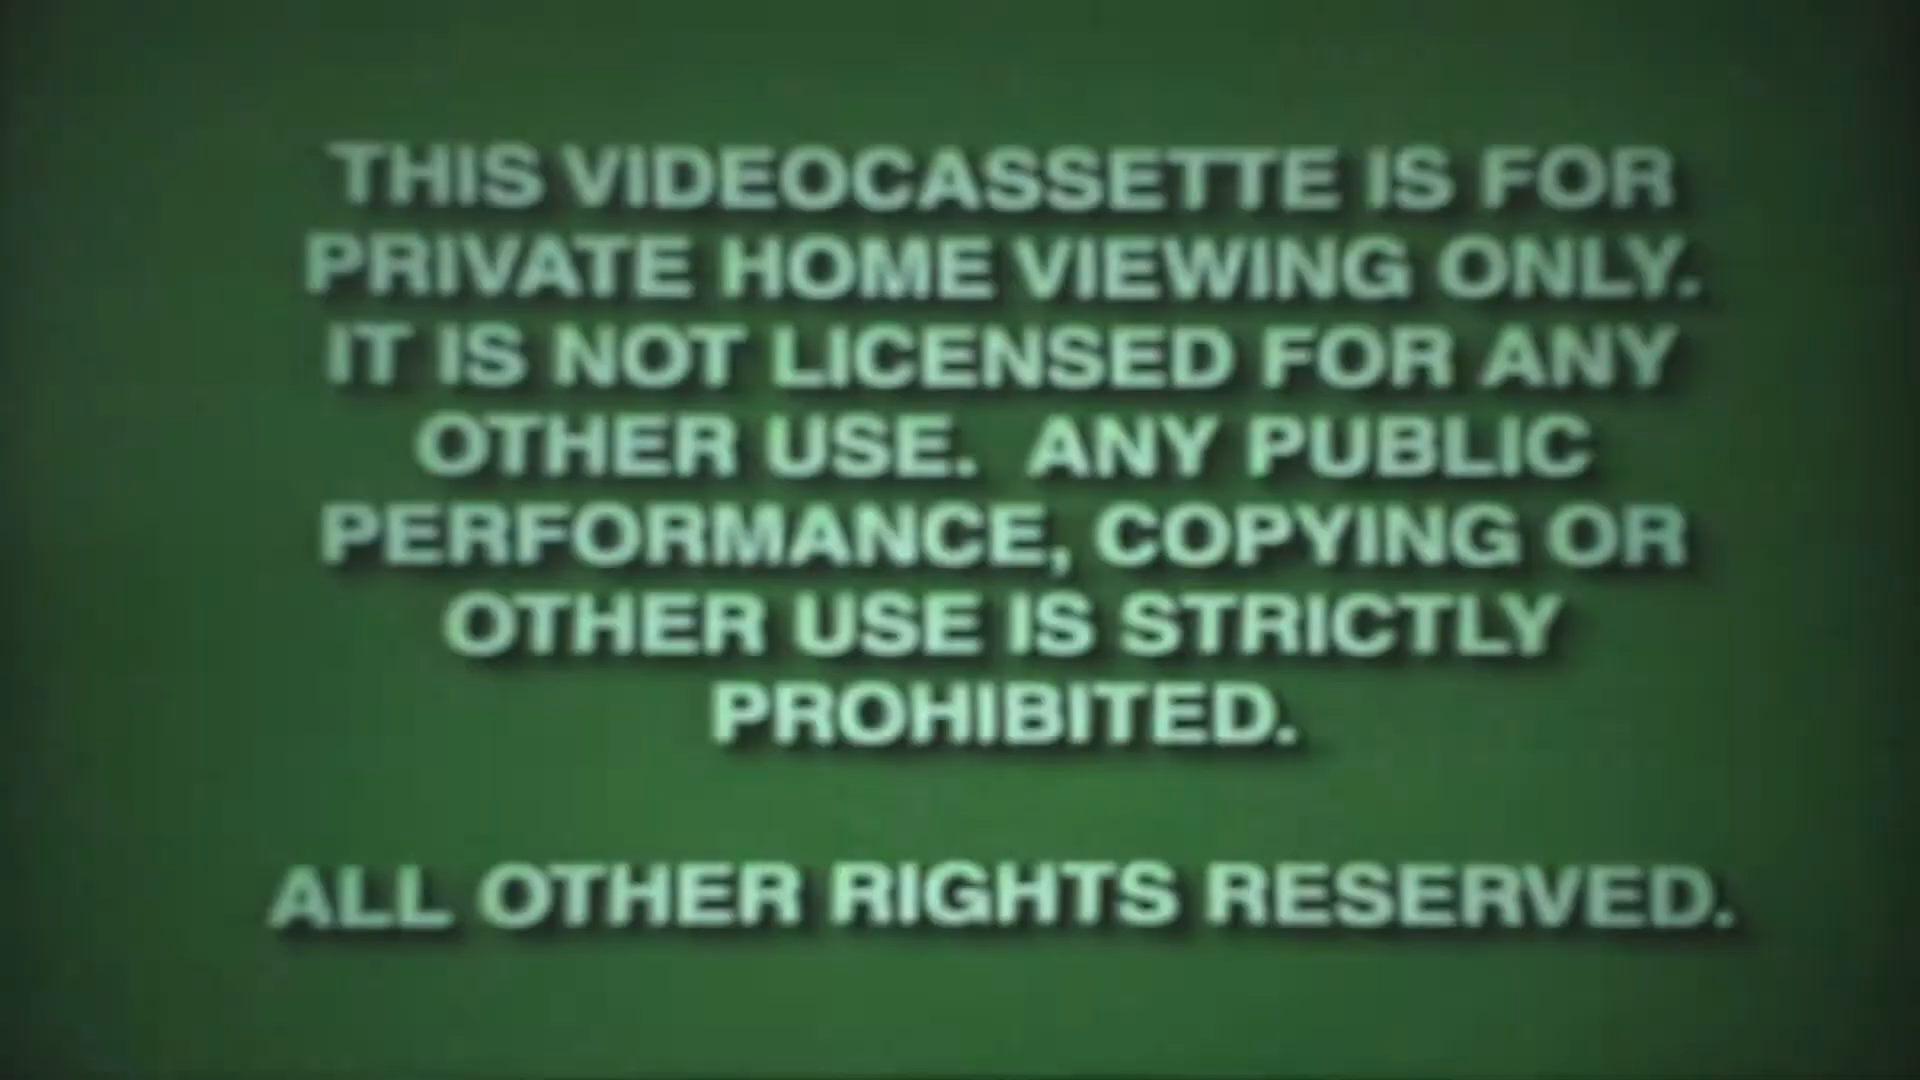 THIS VIDEOCASSETTE IS FOR
PRIVATE HOME VIEWING ONLY.
IT IS NOT LICENSED FOR ANY
OTHER USE.  ANY PUBLIC
PERFORMANCE, COPYING OR
OTHER USE IS STRICTLY
PROHIBITED.
ALL OTHER RIGHTS RESERVED.